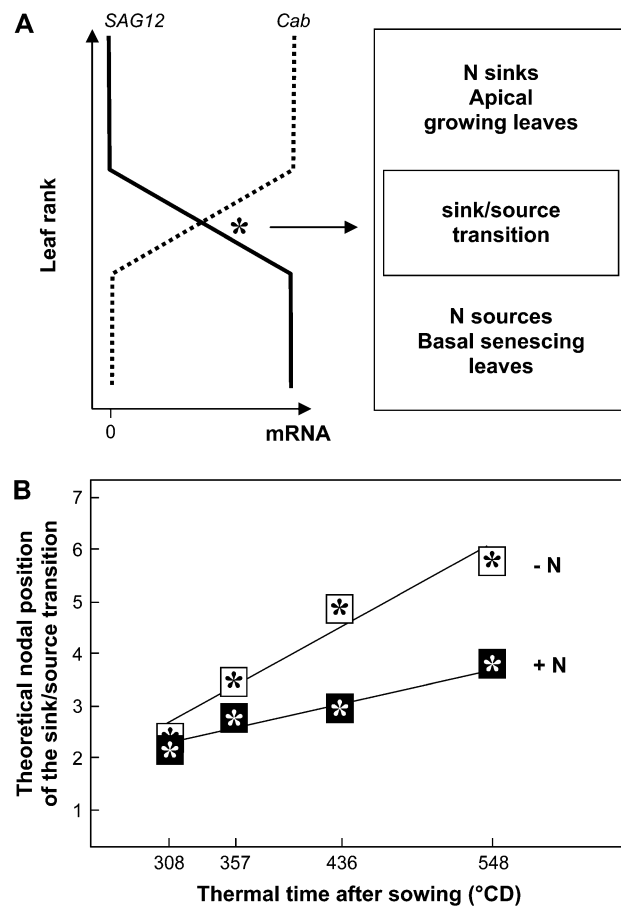 A
SAG12
Cab
Leaf rank
*
0
mRNA
N sinks
Apical
growing leaves
sink/source
transition
N sources
Basal senescing
leaves
B
Theoretical nodal position
of the sink/source transition
7
6
5
4
3
2
1
- N
+ N
308 357 436 548
Thermal time after sowing (°CD)